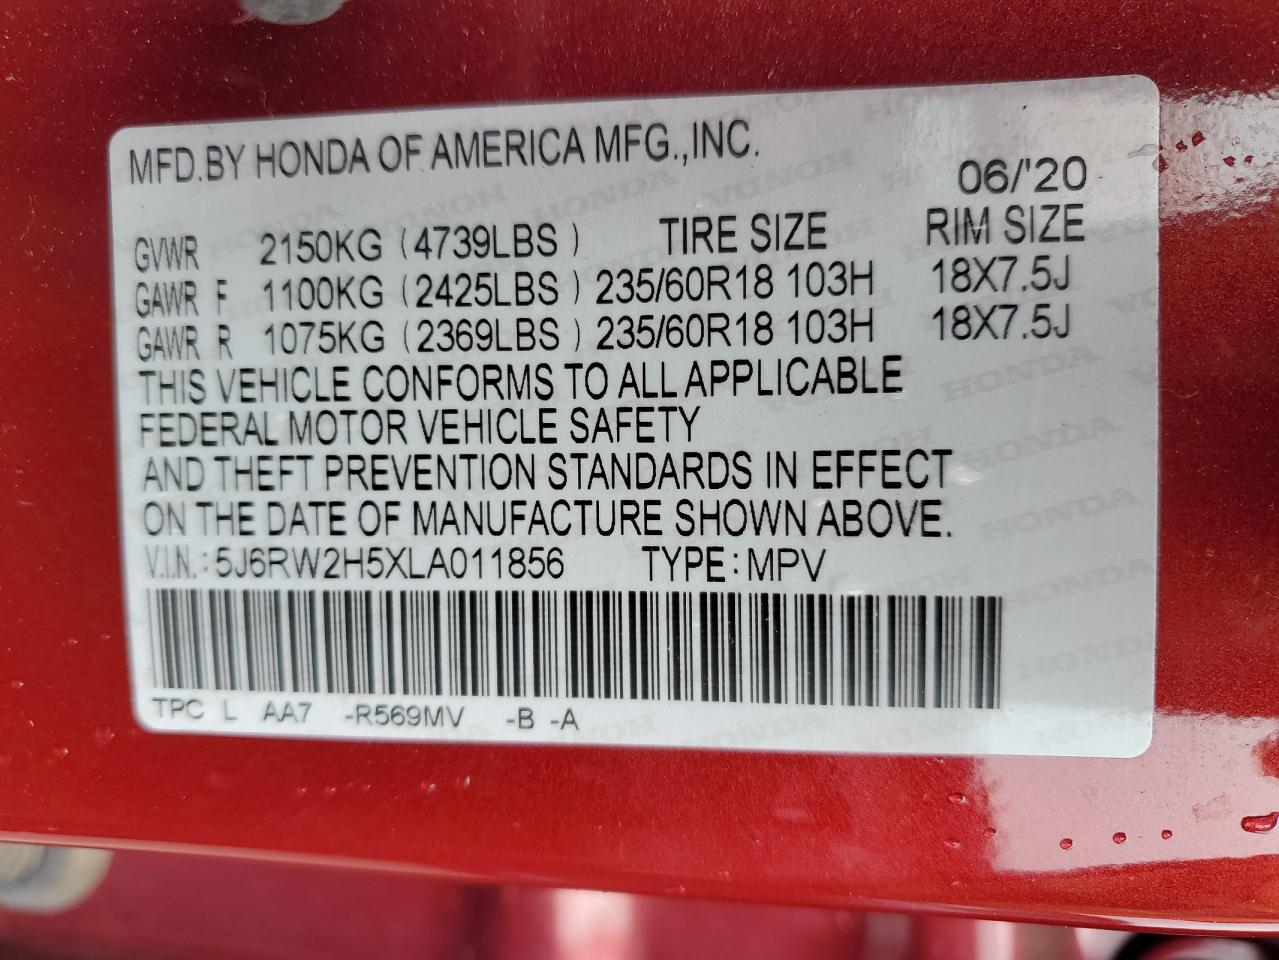 MFD.BY HONDA OF AMERICA MFG.,INC.
06/'20
GVWR 2150KG (4739LBS ) TIRE SIZE RIM SIZE
GAWR F 1100KG (2425LBS ) 235/60R18 103H 18X7.5J
GAWR R 1075KG (2369LBS ) 235/60R18 103H 18X7.5J
THIS VEHICLE CONFORMS TO ALL APPLICABLE
FEDERAL MOTOR VEHICLE SAFETY
AND THEFT PREVENTION STANDARDS IN EFFECT
ON THE DATE OF MANUFACTURE SHOWN ABOVE.
V.I.N.: 5J6RW2H5XLA011856 TYPE: MPV
TPC L AA7 -R569MV -B -A